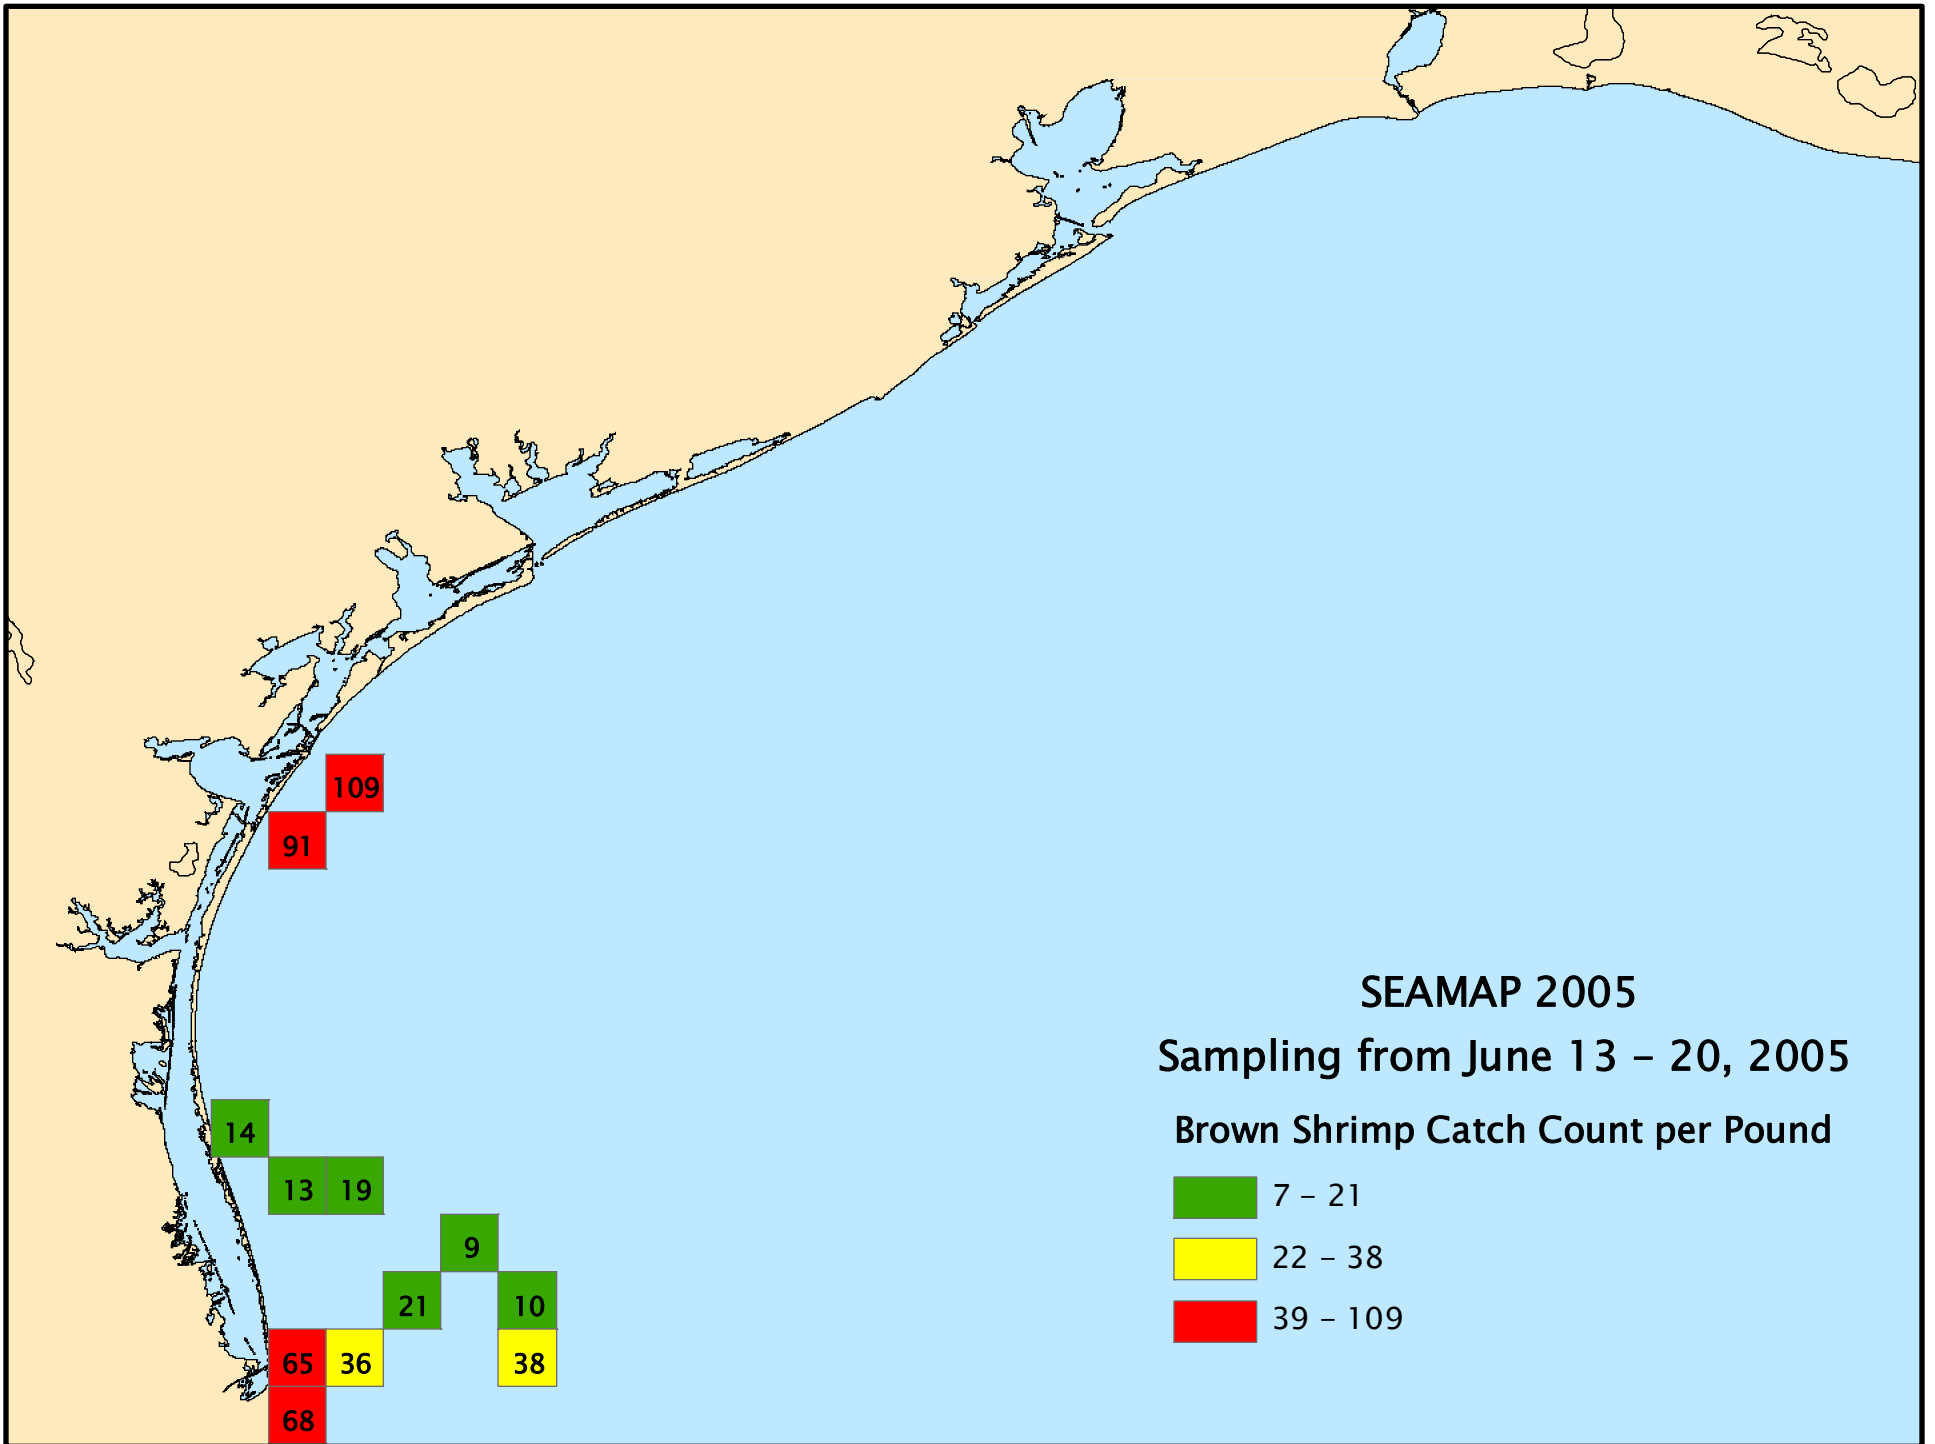 109
91
SEAMAP 2005
Sampling from June 13 – 20, 2005
14
Brown Shrimp Catch Count per Pound
13 19
7 – 21
9
22 – 38
21
10
39 – 109
65 36
38
68